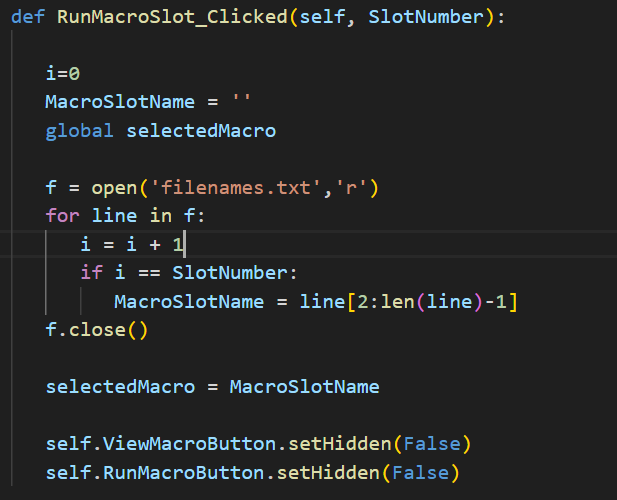 def RunMacroSlot_Clicked(self, SlotNumber):
i=0
MacroSlotName = ''
global selectedMacro
f = open('filenames.txt','r')
for line in f:
i = i + 1
if i == SlotNumber:
MacroSlotName = line[2:len(line)-1]
f.close()
selectedMacro = MacroSlotName
self.ViewMacroButton.setHidden(False)
self.RunMacroButton.setHidden(False)